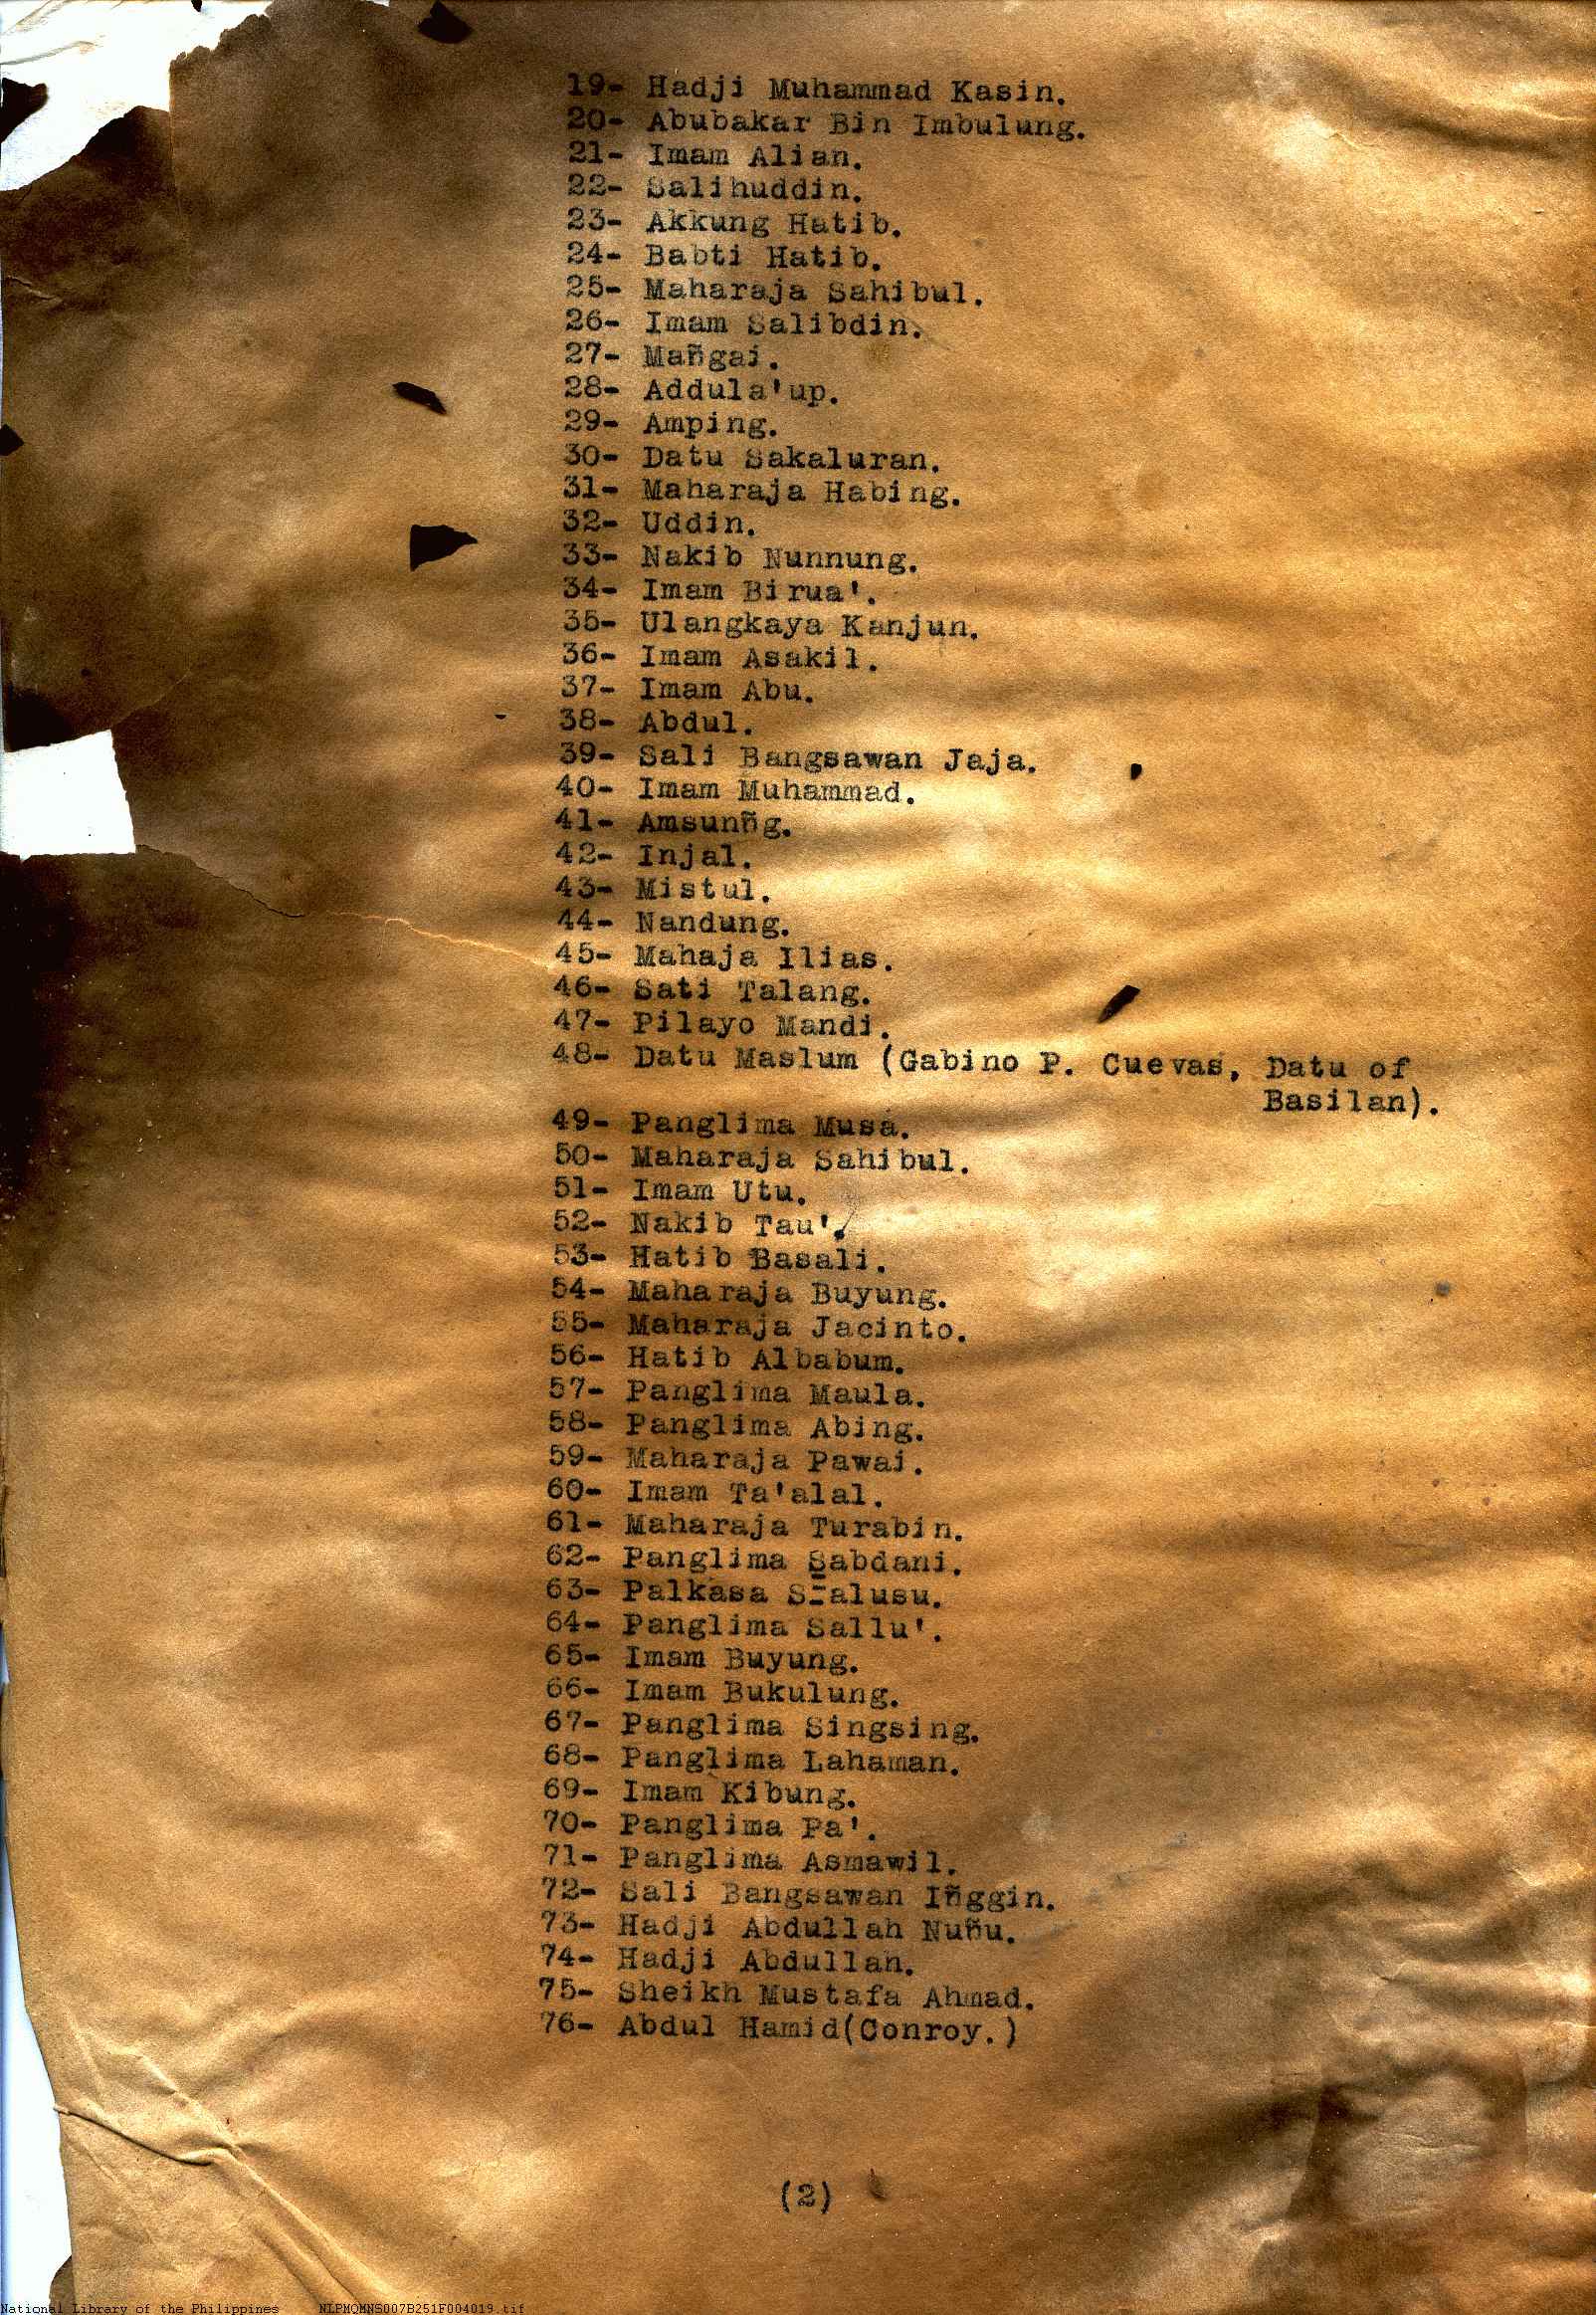 19- Hadji Muhammad Kasin.
20- Abubakar Bin Imbulung.
21- Imam Alian.
22- Salihuddin.
23- Akkung Hatib.
24- Babti Hatib.
25- Maharaja Sahibul.
26- Imam Salibdin.
27- Mañgai.
28- Addula'up.
29- Amping.
30- Datu Sakaluran.
31- Maharaja Habing.
32- Uddin.
33- Nakib Nunnung.
34- Imam Birua'.
35- Ulangkaya Kanjun.
36- Imam Asakil.
37- Imam Abu.
38- Abdul.
39- Sali Bangsawan Jaja.
40- Imam Muhammad.
41- Amsunñg.
42- Injal.
43- Mistul.
44- Nandung.
45- Mahaja Ilias.
46- Sati Talang.
47- Pilayo Mandi.
48- Datu Maslum (Gabino P. Cuevas, Datu of
Basilan).
49- Panglima Musa.
50- Maharaja Sahibul.
51- Imam Utu.
52- Nakib Tau'.
53- Hatib Basali.
54- Maharaja Buyung.
55- Maharaja Jacinto.
56- Hatib Albabum.
57- Panglima Maula.
58- Panglima Abing.
59- Maharaja Pawai.
60- Imam Ta'alal.
61- Maharaja Turabin.
62- Panglima Sabdani.
63- Palkasa S-alusu.
64- Panglima Sallu'.
65- Imam Buyung.
66- Imam Bukulung.
67- Panglima Singsing.
68- Panglima Lahaman.
69- Imam Kibung.
70- Panglima Pa'.
71- Panglima Asmawil.
72- Sali Bangsawan Iñggin.
73- Hadji Abdullah Nuñu.
74- Hadji Abdullah.
75- Sheikh Mustafa Ahmad.
76- Abdul Hamid(Conroy.)
(2)
National Library of the Philippines NLPMQMNS007B251F004019.tif